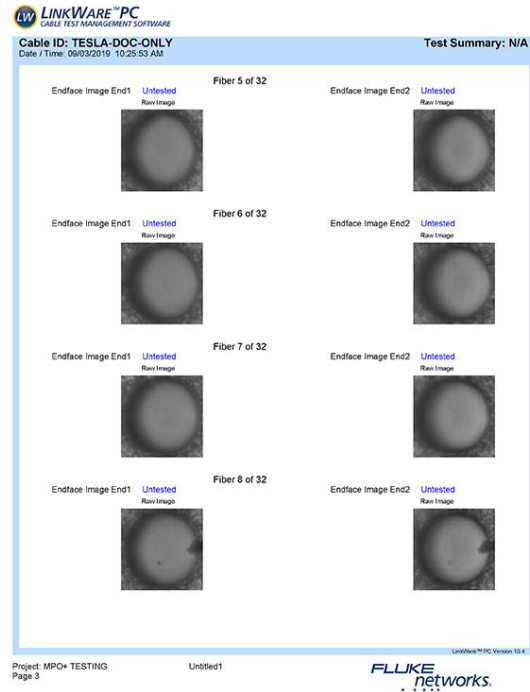 LW LINKWARE™PC
CABLE TEST MANAGEMENT SOFTWARE
Cable ID: TESLA-DOC-ONLY Test Summary: N/A
Date / Time: 09/03/2019 10:25:53 AM
Fiber 5 of 32
Endface Image End1 Untested Endface Image End2 Untested
Raw Image Raw Image
Fiber 6 of 32
Endface Image End1 Untested Endface Image End2 Untested
Raw Image Raw Image
Fiber 7 of 32
Endface Image End1 Untested Endface Image End2 Untested
Raw Image Raw Image
Fiber 8 of 32
Endface Image End1 Untested Endface Image End2 Untested
Raw Image Raw Image
LinkWare™ PC Version 10.4
Project: MPO+ TESTING Untitled1
Page 3
FLUKE
networks.